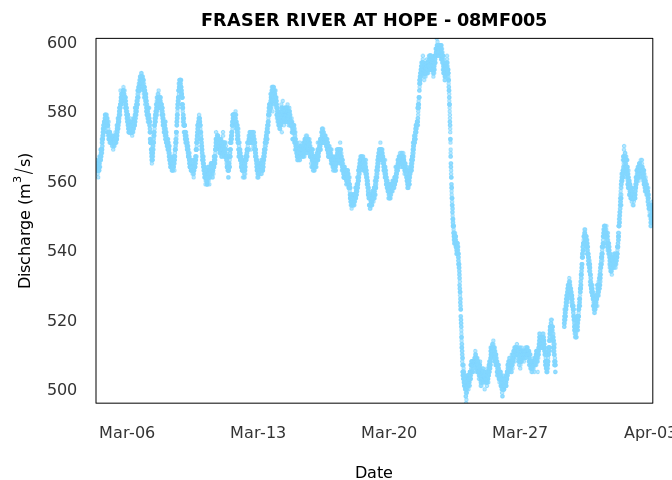 FRASER RIVER AT HOPE - 08MF005
600
580
560
540
520
500
Discharge (m³/s)
Mar-06 Mar-13 Mar-20 Mar-27 Apr-03
Date